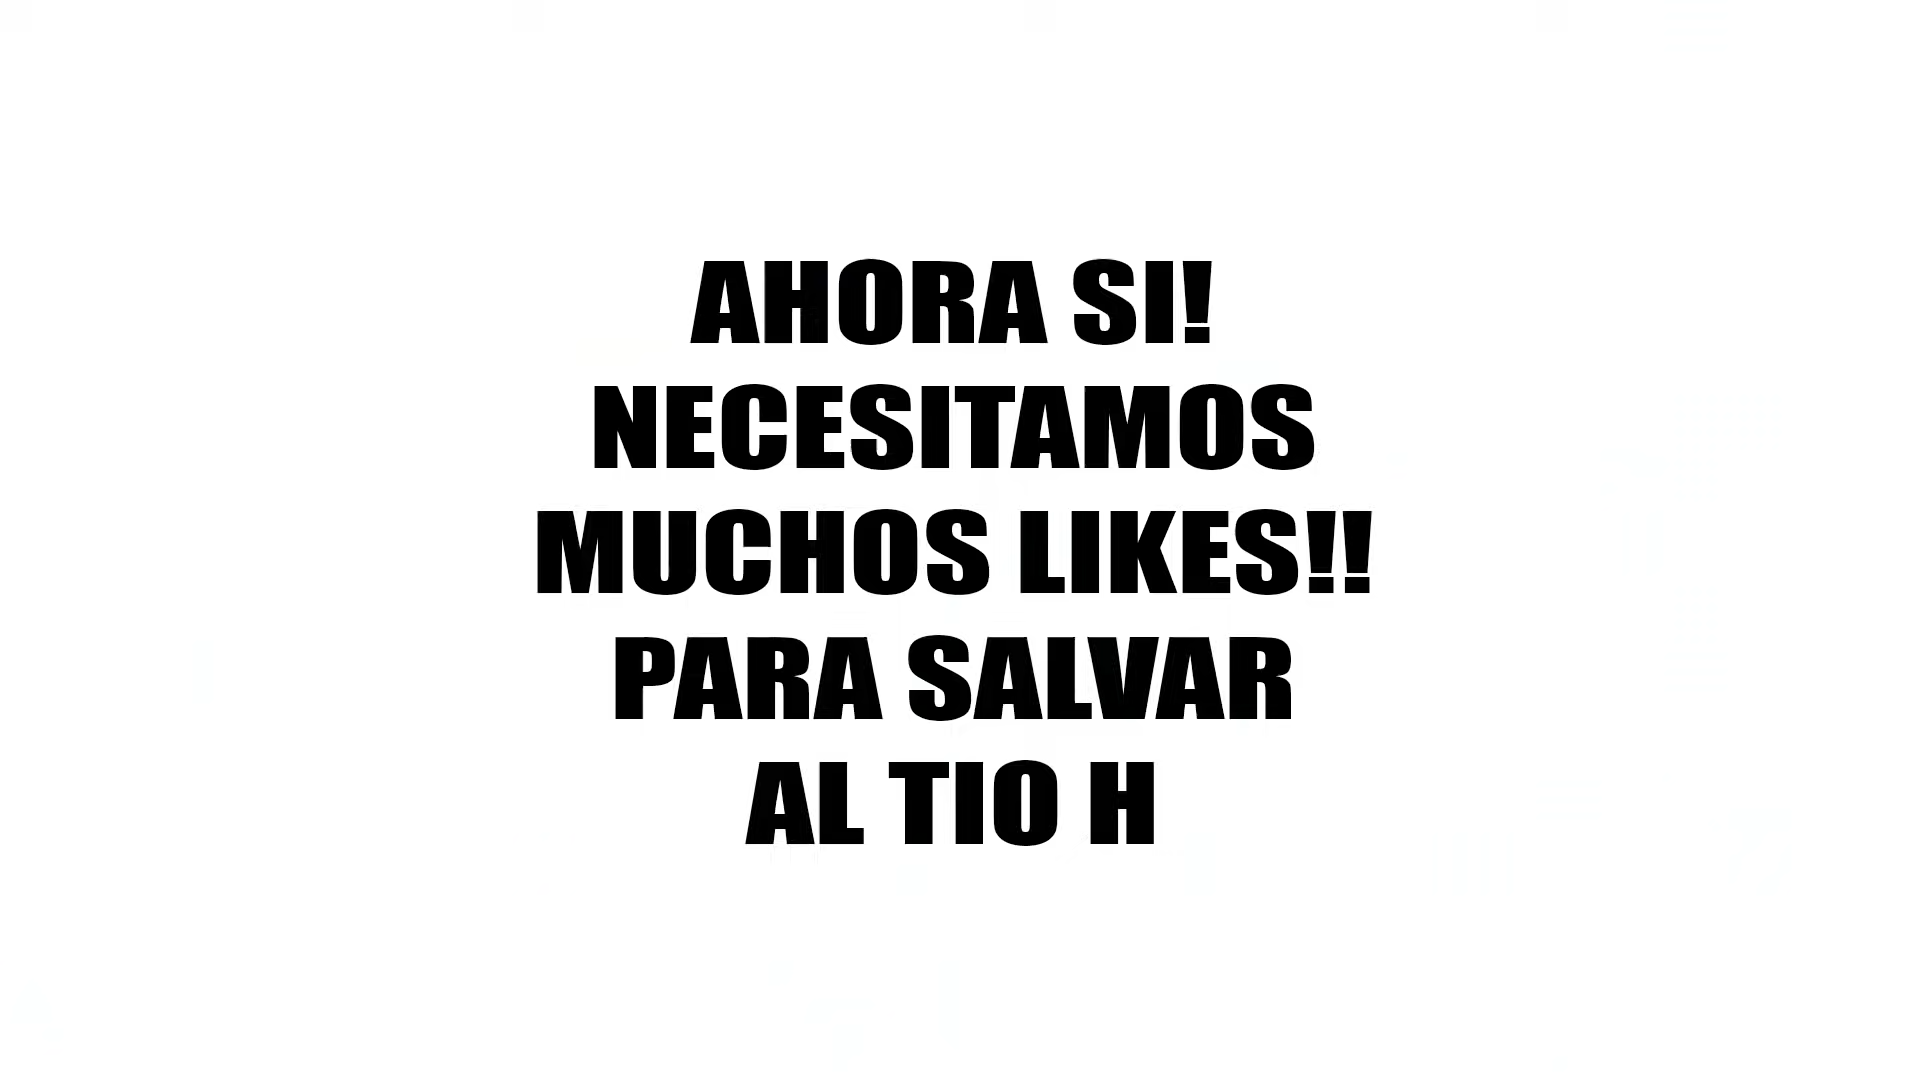 AHORA SI!
NECESITAMOS
MUCHOS LIKES!!
PARA SALVAR
AL TIO H